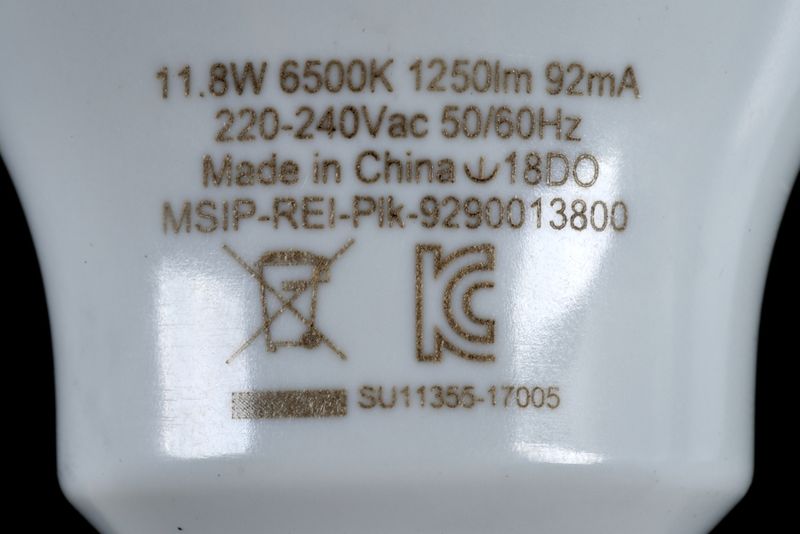 11.8W 6500K 1250lm 92mA
220-240Vac 50/60Hz
Made in China 18DO
MSIP-REI-Plk-9290013800
KC
SU11355-17005